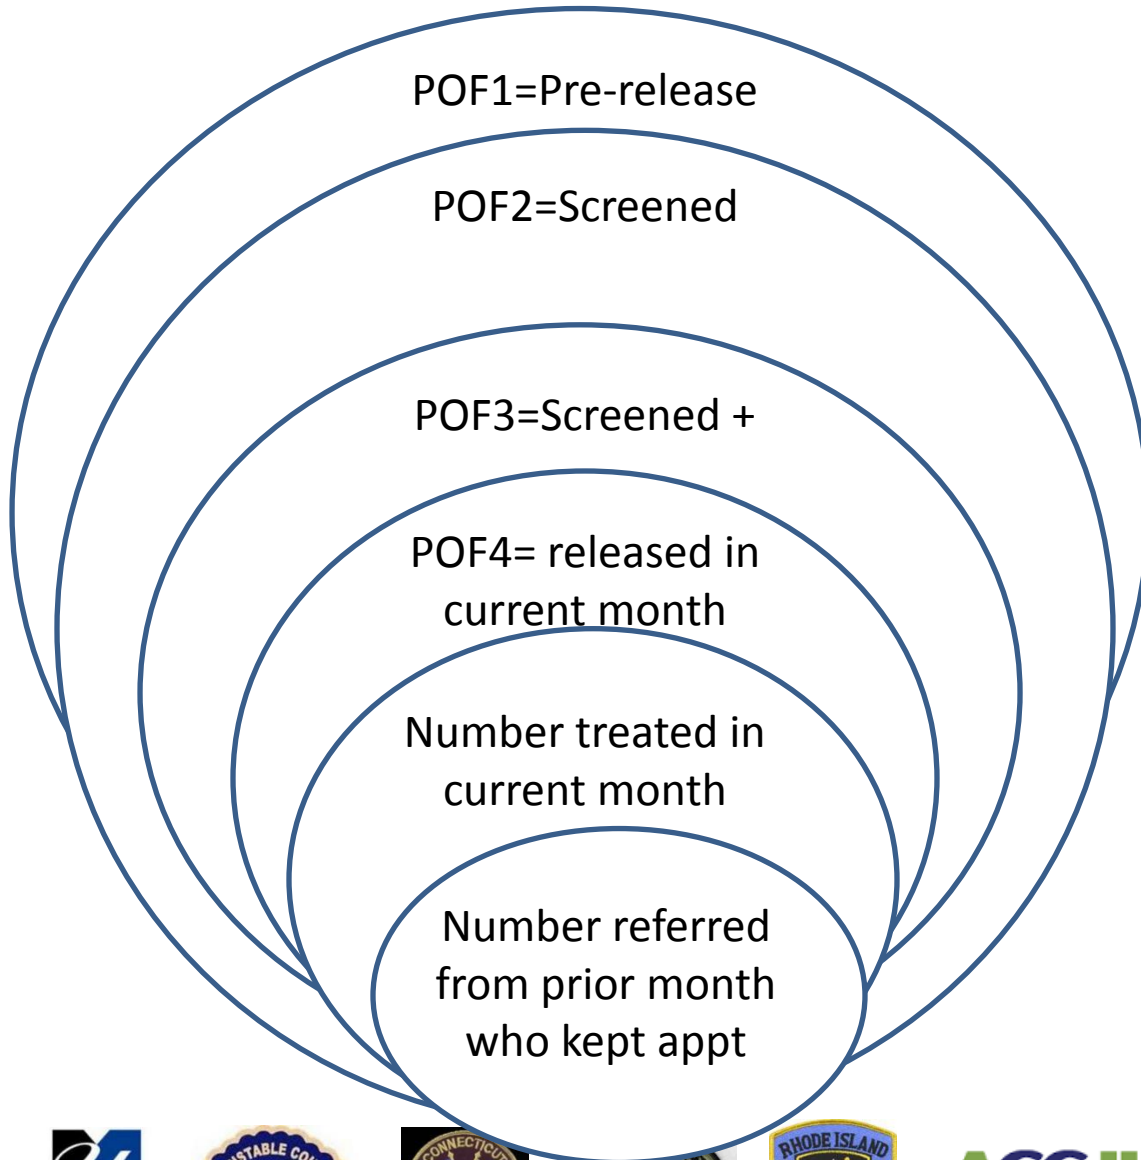 POF1=Pre-release
POF2=Screened
POF3=Screened +
POF4= released in
current month
Number treated in
current month
Number referred
from prior month
who kept appt
CONNECTICUT
RHODE ISLAND